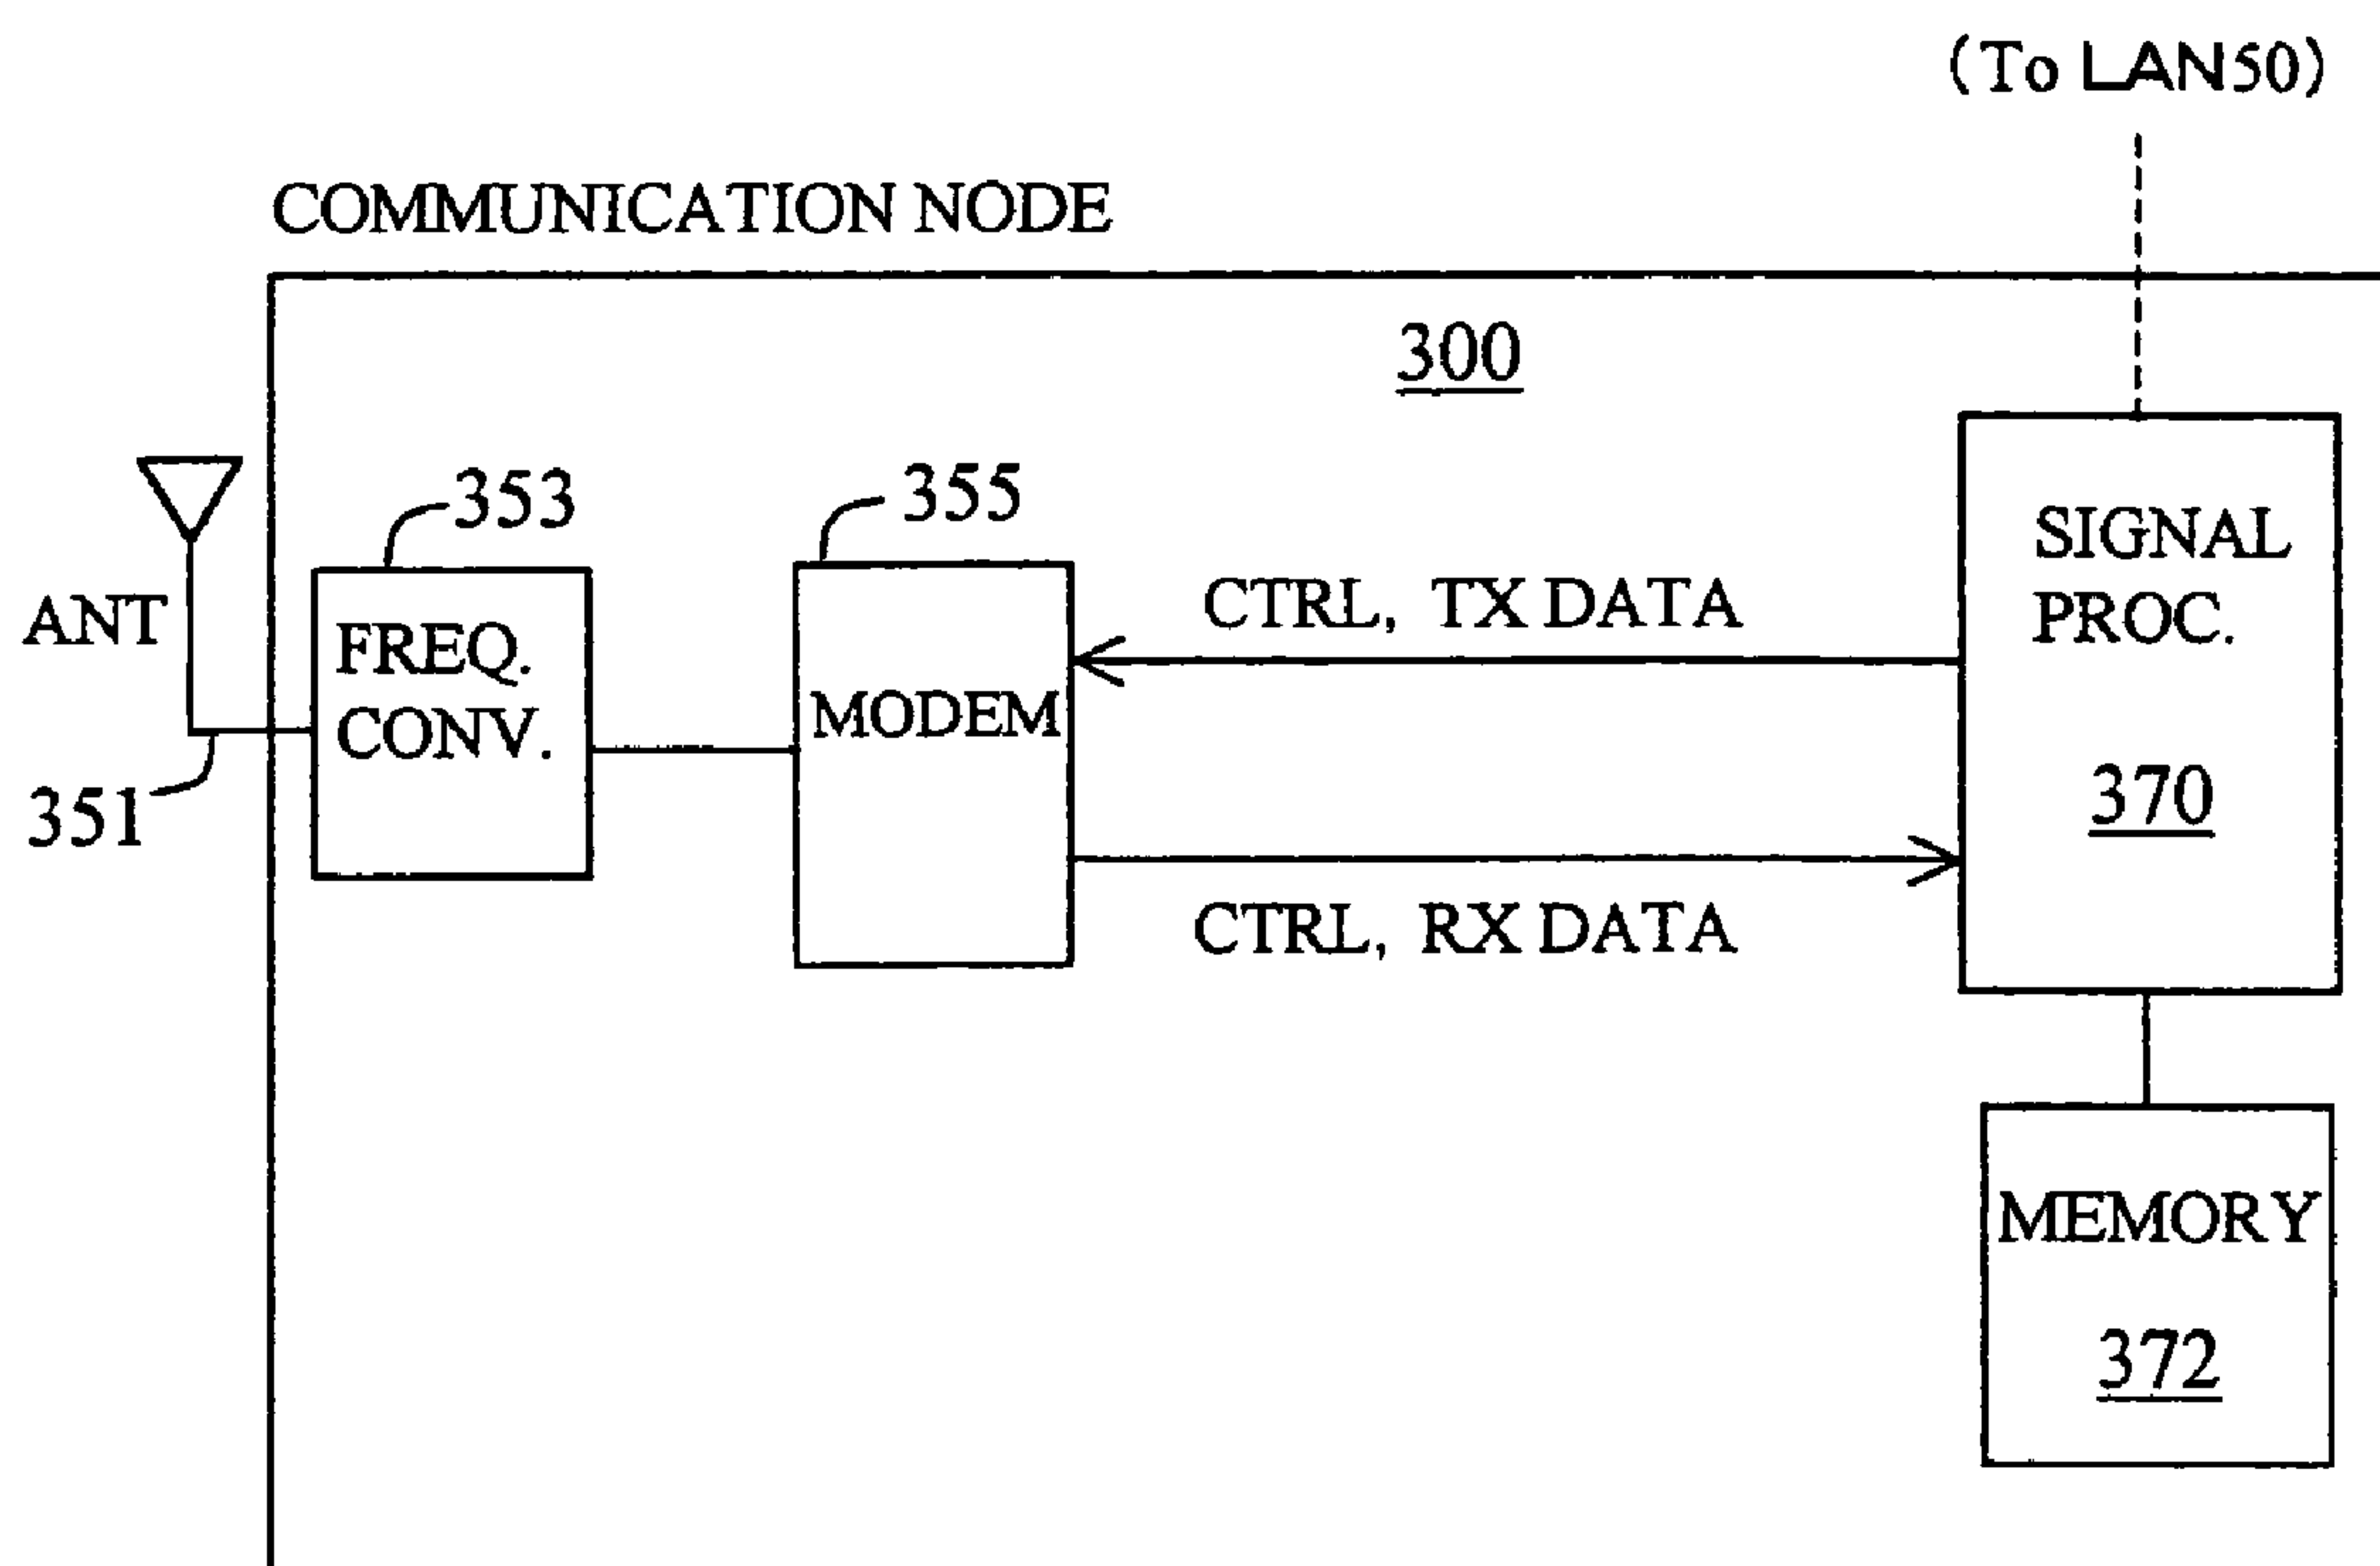 (To LAN50)
COMMUNICATION NODE
300
353
355
ANT
FREQ.
CONV.
351
MODEM
CTRL, TX DATA
CTRL, RX DATA
SIGNAL
PROC.
370
MEMORY
372